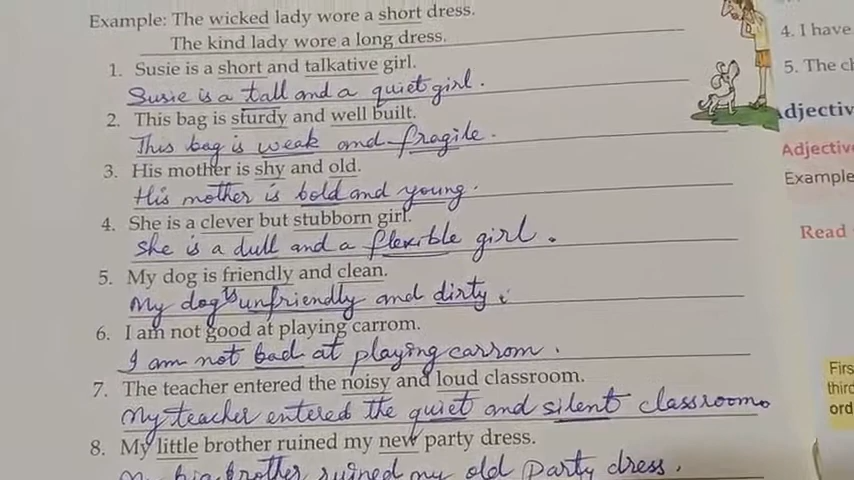 Example: The wicked lady wore a short dress.
The kind lady wore a long dress.
1. Susie is a short and talkative girl.
Susie is a tall and a quiet girl.
2. This bag is sturdy and well built.
This bag is weak and fragile.
3. His mother is shy and old.
His mother is bold and young.
4. She is a clever but stubborn girl.
She is a dull and a flexible girl.
5. My dog is friendly and clean.
My dog is unfriendly and dirty.
6. I am not good at playing carrom.
I am not bad at playing carrom.
7. The teacher entered the noisy and loud classroom.
My teacher entered the quiet and silent classroom.
8. My little brother ruined my new party dress.
My big brother ruined my old party dress.
4. I have
5. The
Adjectiv
Adjective
Example
Read
Firs
third
ord